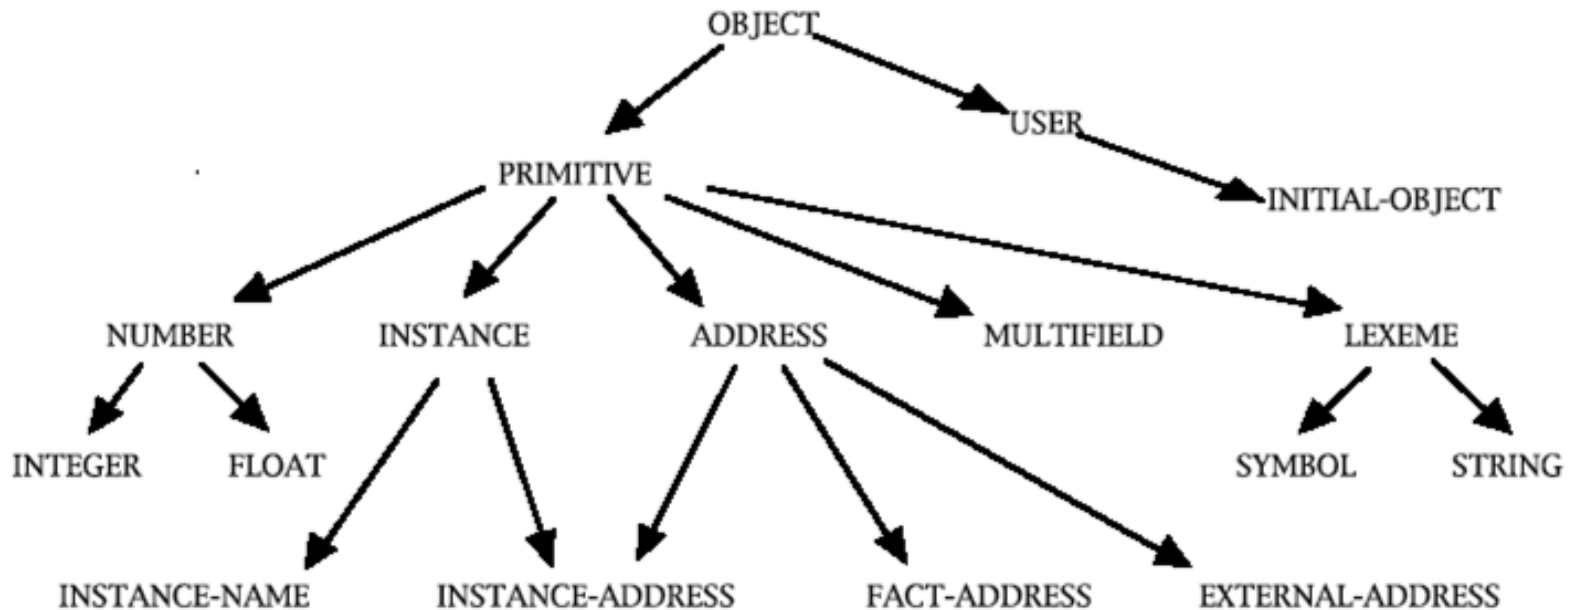 OBJECT
USER
PRIMITIVE
INITIAL-OBJECT
NUMBER INSTANCE ADDRESS MULTIFIELD LEXEME
INTEGER FLOAT SYMBOL STRING
INSTANCE-NAME INSTANCE-ADDRESS FACT-ADDRESS EXTERNAL-ADDRESS